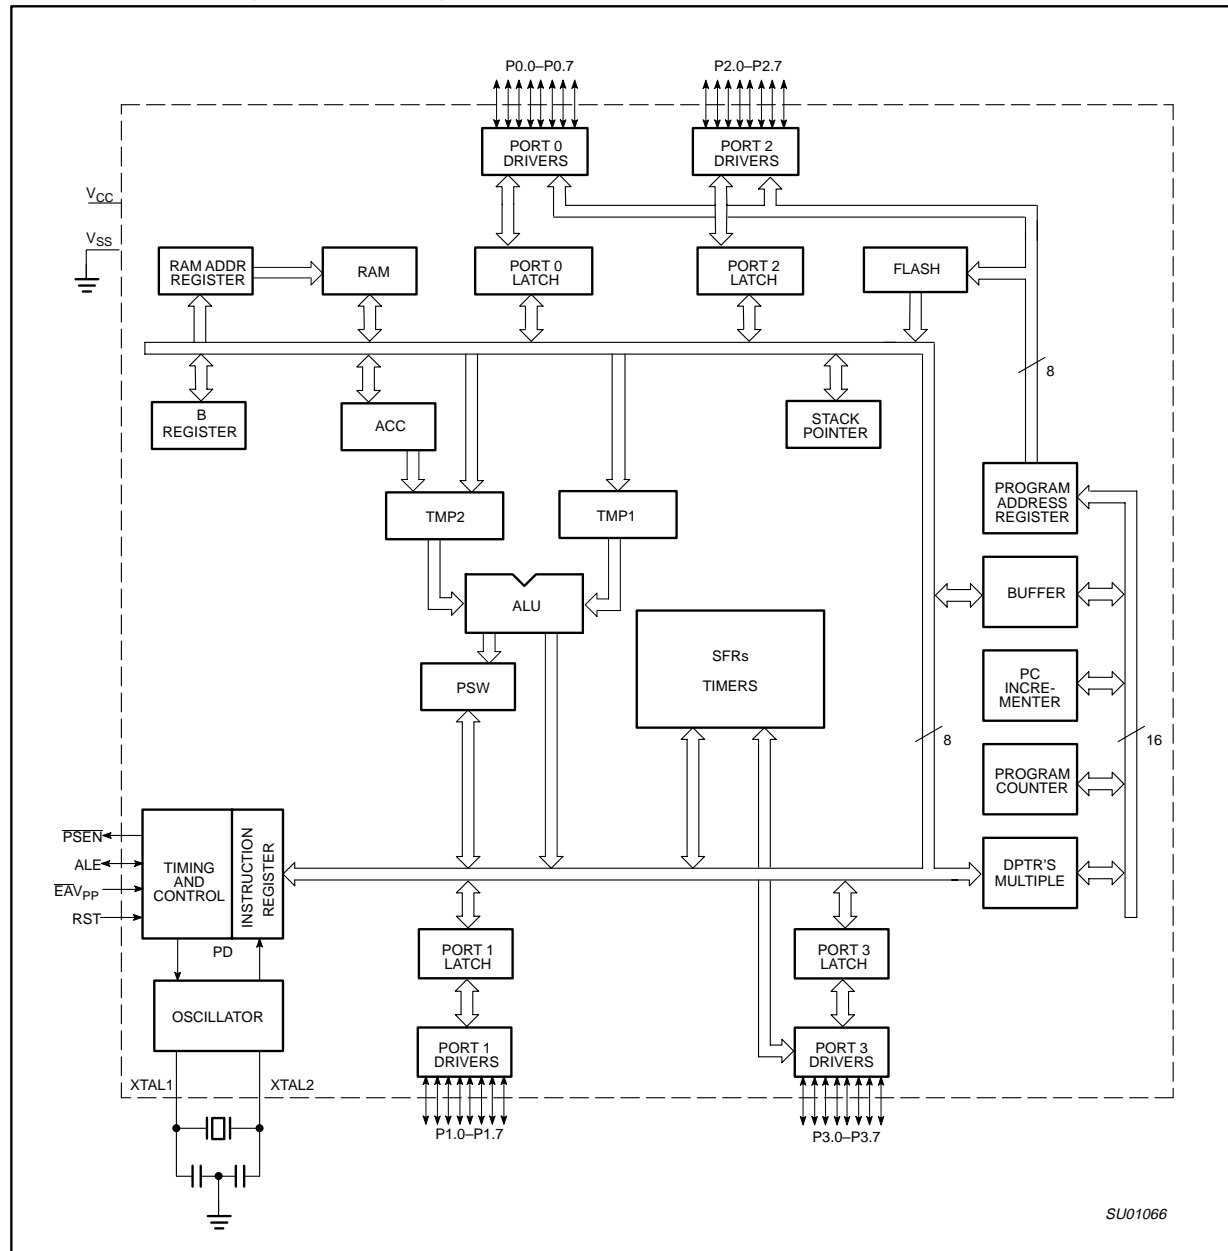 P0.0–P0.7
P2.0–P2.7
PORT 0
DRIVERS
PORT 2
DRIVERS
VCC
VSS
RAM ADDR
REGISTER
RAM
PORT 0
LATCH
PORT 2
LATCH
FLASH
8
B
REGISTER
ACC
STACK
POINTER
PROGRAM
ADDRESS
REGISTER
TMP2
TMP1
BUFFER
ALU
SFRs
TIMERS
PSW
PC
INCRE-
MENTER
8
16
PROGRAM
COUNTER
PSEN
ALE
EAVPP
RST
TIMING
AND
CONTROL
INSTRUCTION
REGISTER
DPTR'S
MULTIPLE
PD
PORT 1
LATCH
PORT 3
LATCH
OSCILLATOR
PORT 1
DRIVERS
PORT 3
DRIVERS
XTAL1
XTAL2
P1.0–P1.7
P3.0–P3.7
SU01066